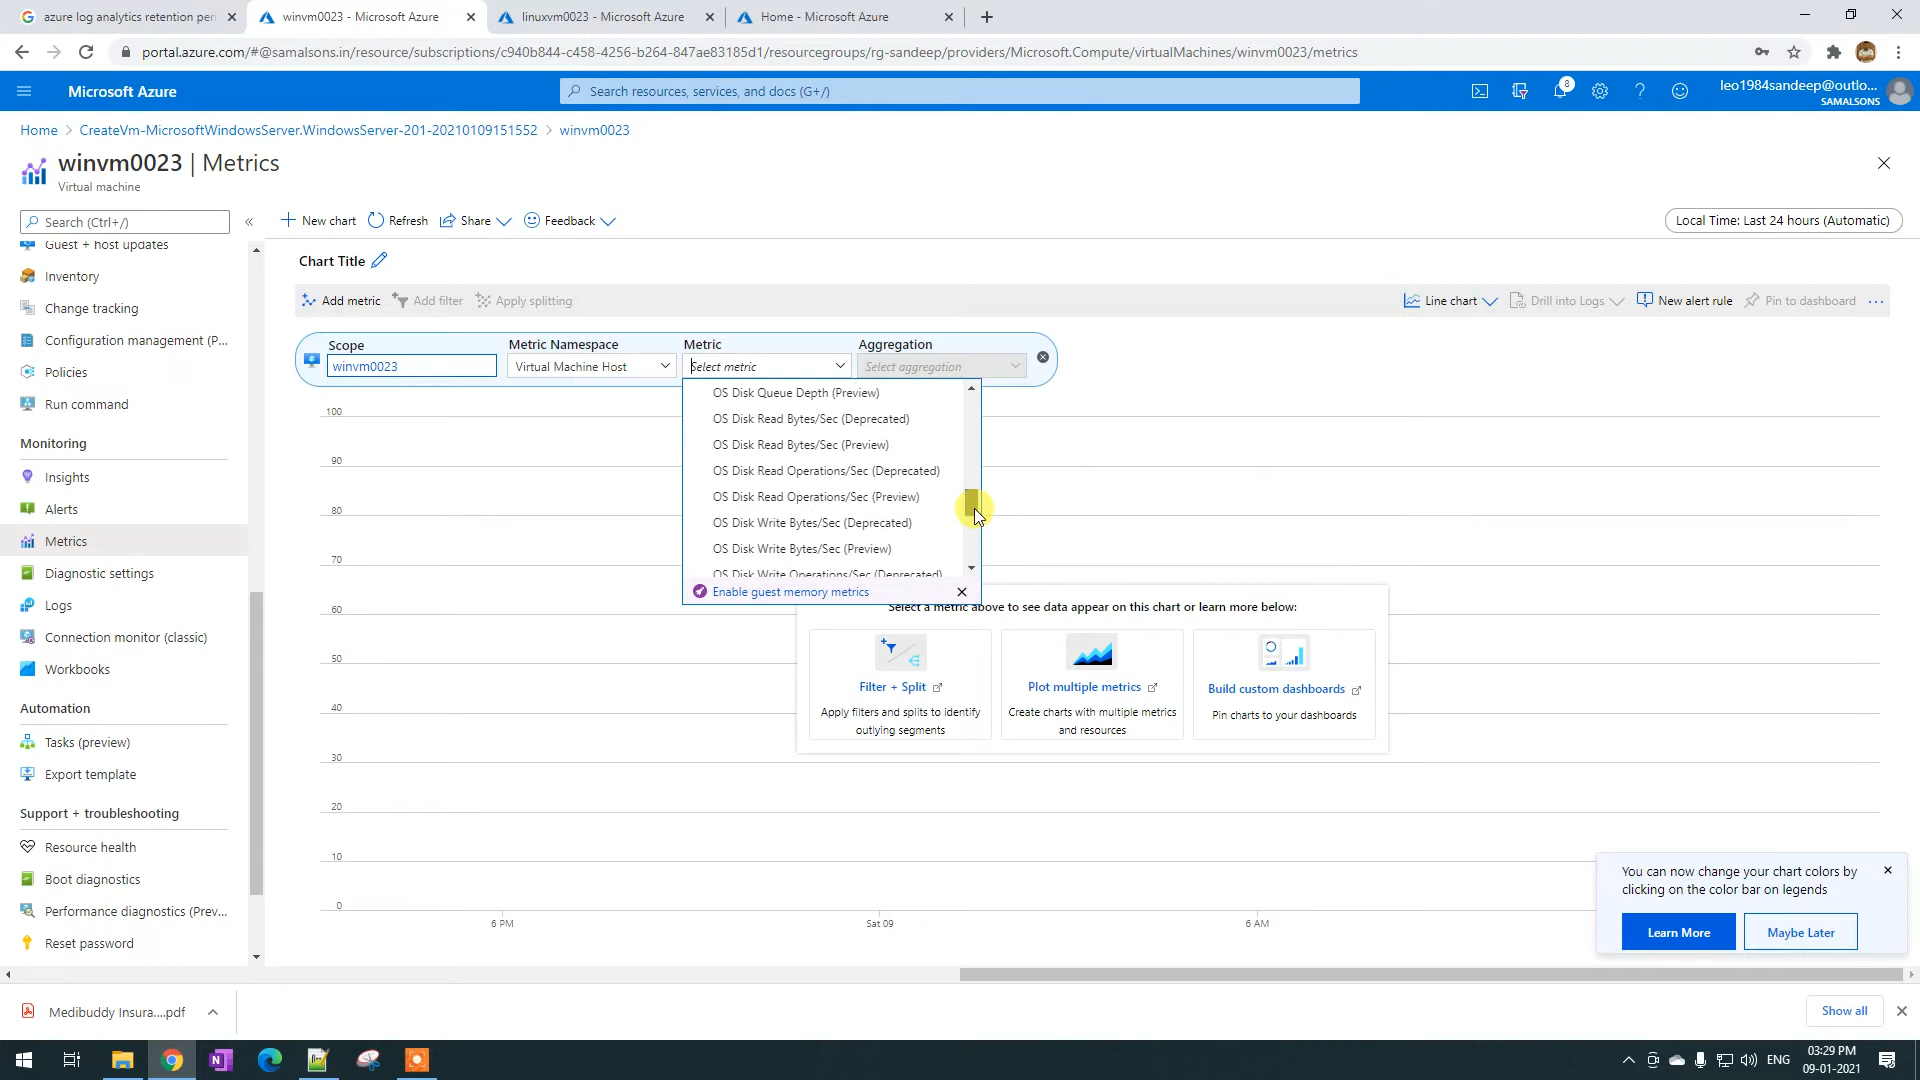 azure log analytics retention per
winvm0023 - Microsoft Azure
linuxvm0023 - Microsoft Azure
Home - Microsoft Azure
portal.azure.com/#@samalsons.in/resource/subscriptions/c940b844-c458-4256-b264-847ae83185d1/resourcegroups/rg-sandeep/providers/Microsoft.Compute/virtualMachines/winvm0023/metrics
Microsoft Azure
Search resources, services, and docs (G+/)
8
leo1984sandeep@outlo...
SAMALSONS
Home > CreateVm-MicrosoftWindowsServer.WindowsServer-201-20210109151552 > winvm0023
winvm0023 | Metrics
Virtual machine
Search (Ctrl+/)
New chart
Refresh
Share
Feedback
Local Time: Last 24 hours (Automatic)
Guest + host updates
Inventory
Change tracking
Configuration management (P...
Policies
Run command
Monitoring
Insights
Alerts
Metrics
Diagnostic settings
Logs
Connection monitor (classic)
Workbooks
Automation
Tasks (preview)
Export template
Support + troubleshooting
Resource health
Boot diagnostics
Performance diagnostics (Prev...
Reset password
Chart Title
Add metric
Add filter
Apply splitting
Line chart
Drill into Logs
New alert rule
Pin to dashboard
Scope
winvm0023
Metric Namespace
Virtual Machine Host
Metric
Select metric
Aggregation
Select aggregation
OS Disk Queue Depth (Preview)
OS Disk Read Bytes/Sec (Deprecated)
OS Disk Read Bytes/Sec (Preview)
OS Disk Read Operations/Sec (Deprecated)
OS Disk Read Operations/Sec (Preview)
OS Disk Write Bytes/Sec (Deprecated)
OS Disk Write Bytes/Sec (Preview)
OS Disk Write Operations/Sec (Deprecated)
Enable guest memory metrics
100
90
80
70
60
50
40
30
20
10
0
6 PM
Sat 09
6 AM
Select a metric above to see data appear on this chart or learn more below:
Filter + Split
Apply filters and splits to identify
outlying segments
Plot multiple metrics
Create charts with multiple metrics
and resources
Build custom dashboards
Pin charts to your dashboards
You can now change your chart colors by
clicking on the color bar on legends
Learn More
Maybe Later
Medibuddy Insura....pdf
Show all
ENG
03:29 PM
09-01-2021